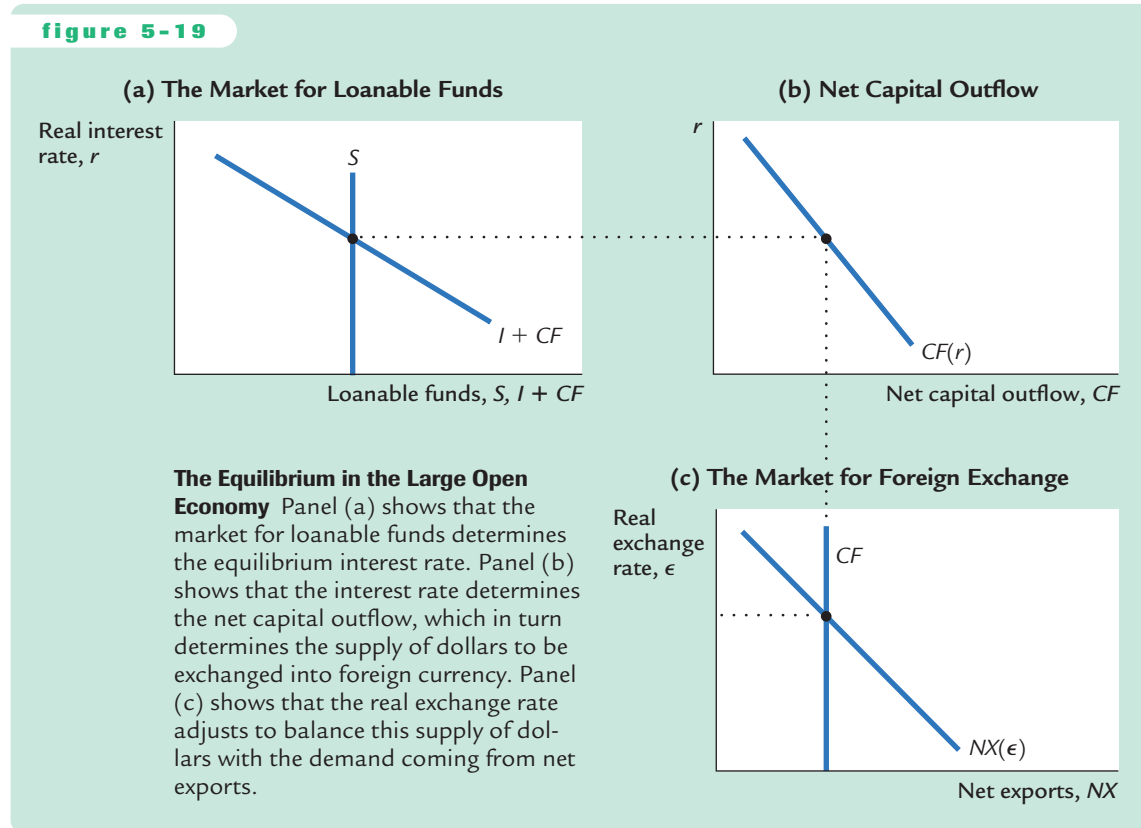 figure 5-19
(a) The Market for Loanable Funds
Real interest
rate, r
S
I + CF
Loanable funds, S, I + CF
(b) Net Capital Outflow
r
CF(r)
Net capital outflow, CF
The Equilibrium in the Large Open
Economy Panel (a) shows that the
market for loanable funds determines
the equilibrium interest rate. Panel (b)
shows that the interest rate determines
the net capital outflow, which in turn
determines the supply of dollars to be
exchanged into foreign currency. Panel
(c) shows that the real exchange rate
adjusts to balance this supply of dol-
lars with the demand coming from net
exports.
(c) The Market for Foreign Exchange
Real
exchange
rate, ϵ
CF
NX(ϵ)
Net exports, NX